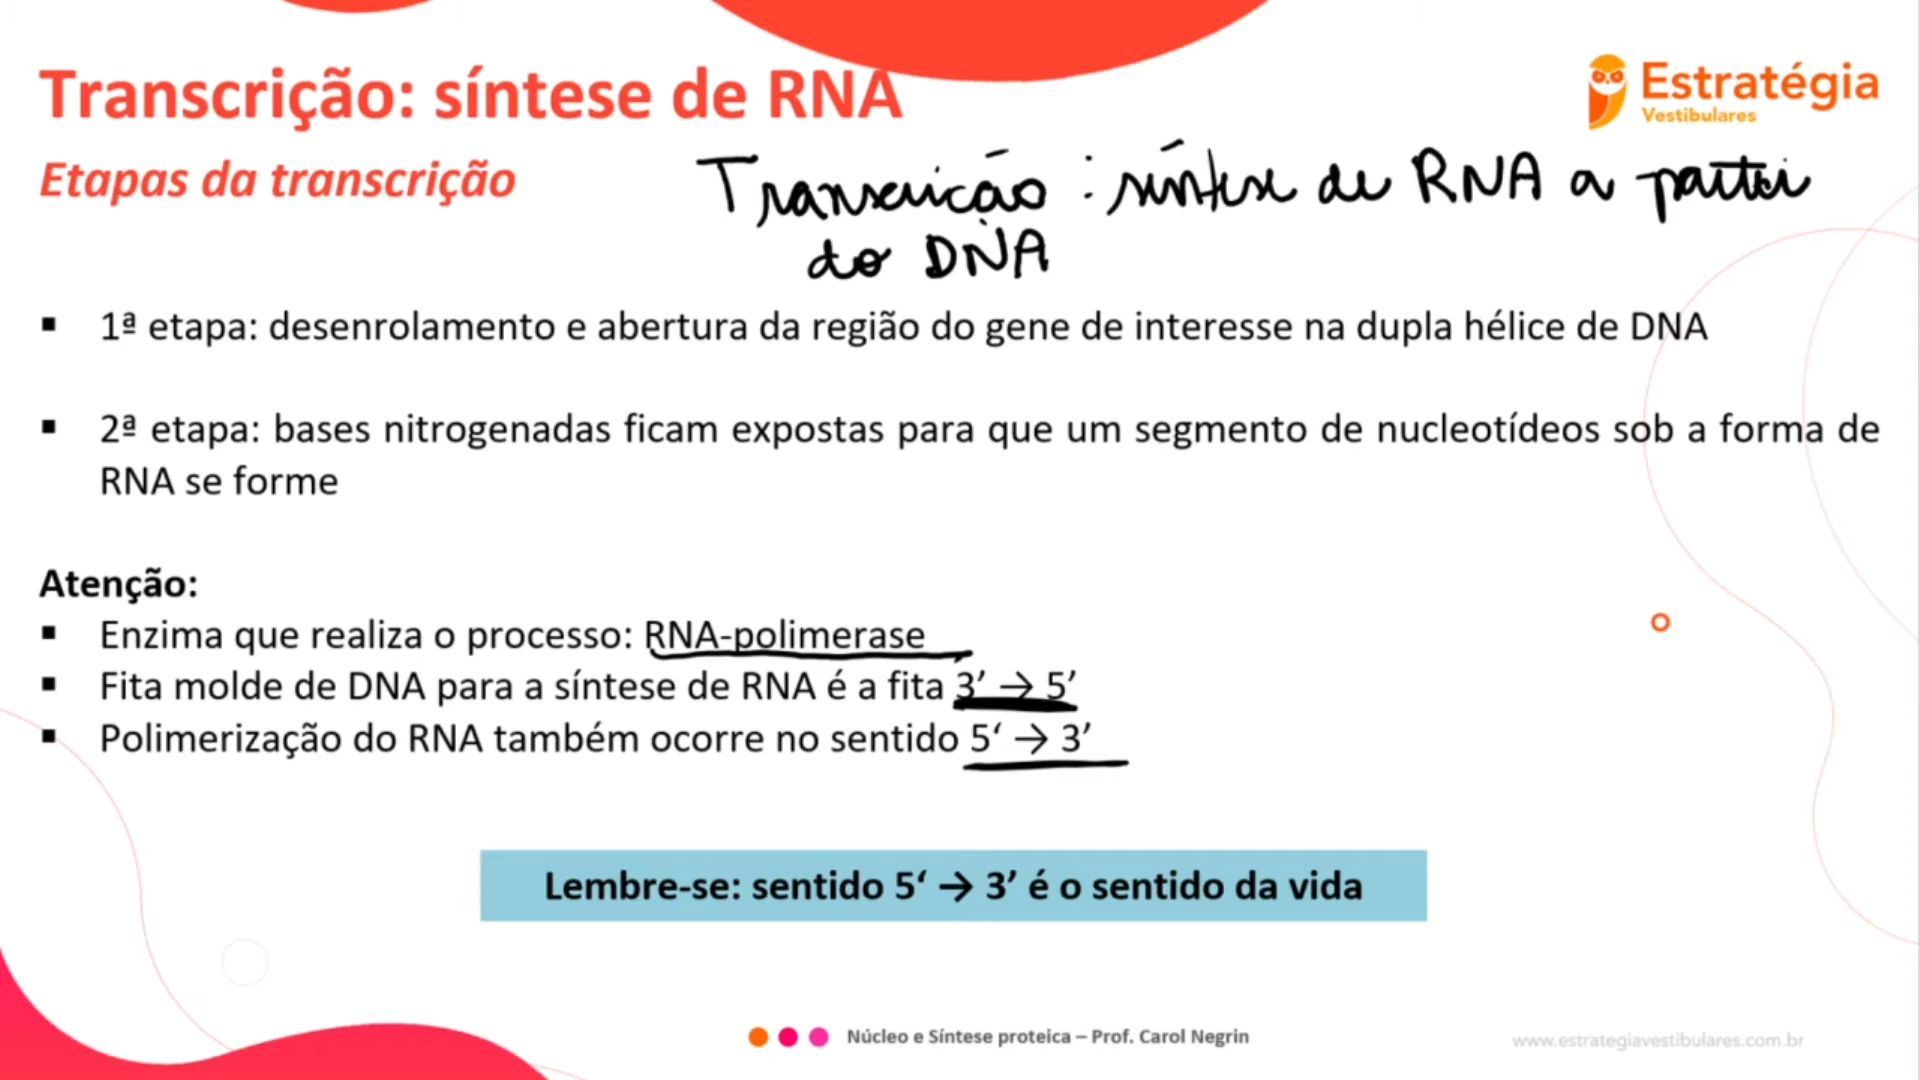 Transcrição: síntese de RNA
Estratégia
Vestibulares
Etapas da transcrição
Transcrição : síntese de RNA a partir
do DNA
▪ 1ª etapa: desenrolamento e abertura da região do gene de interesse na dupla hélice de DNA
▪ 2ª etapa: bases nitrogenadas ficam expostas para que um segmento de nucleotídeos sob a forma de
RNA se forme
Atenção:
▪ Enzima que realiza o processo: RNA-polimerase
▪ Fita molde de DNA para a síntese de RNA é a fita 3’ → 5’
▪ Polimerização do RNA também ocorre no sentido 5‘ → 3’
Lembre-se: sentido 5‘ → 3’ é o sentido da vida
Núcleo e Síntese proteica – Prof. Carol Negrin
www.estrategiavestibulares.com.br